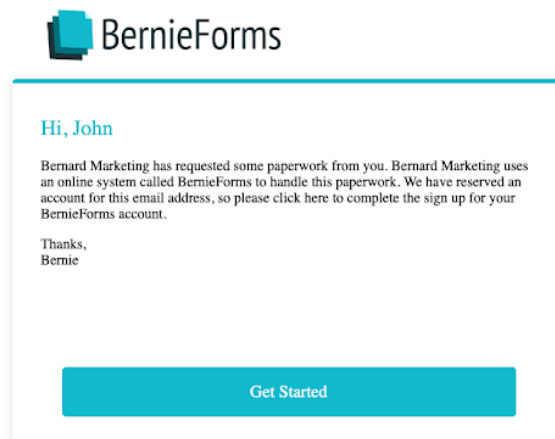 BernieForms
Hi, John
Bernard Marketing has requested some paperwork from you. Bernard Marketing uses
an online system called BernieForms to handle this paperwork. We have reserved an
account for this email address, so please click here to complete the sign up for your
BernieForms account.
Thanks,
Bernie
Get Started